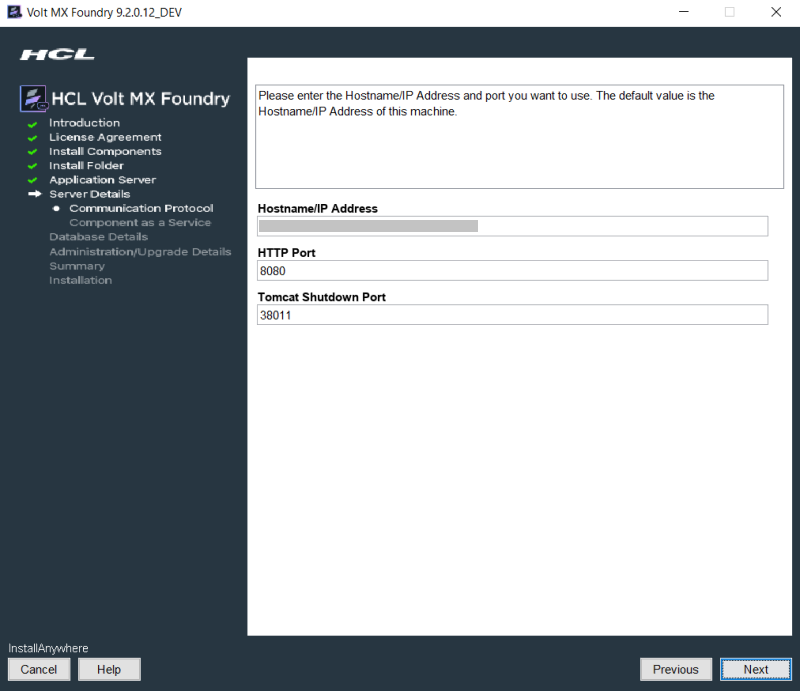 Volt MX Foundry 9.2.0.12_DEV
HCL
HCL Volt MX Foundry
Introduction
License Agreement
Install Components
Install Folder
Application Server
Server Details
Communication Protocol
Component as a Service
Database Details
Administration/Upgrade Details
Summary
Installation
Please enter the Hostname/IP Address and port you want to use. The default value is the
Hostname/IP Address of this machine.
Hostname/IP Address
HTTP Port
8080
Tomcat Shutdown Port
38011
InstallAnywhere
Cancel
Help
Previous
Next